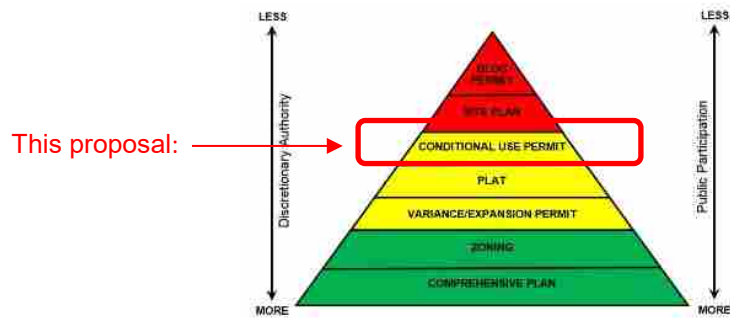 LESS
LESS
BLDG
PERMIT
SITE PLAN
This proposal:
CONDITIONAL USE PERMIT
PLAT
VARIANCE/EXPANSION PERMIT
ZONING
COMPREHENSIVE PLAN
Discretionary Authority
Public Participation
MORE
MORE